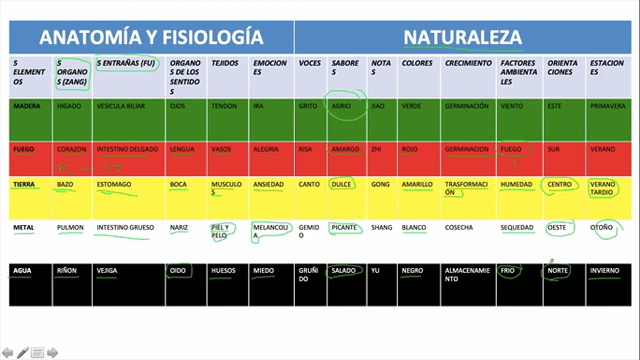 ANATOMÍA Y FISIOLOGÍA NATURALEZA
5 ELEMENTOS 5 ORGANOS (ZANG) 5 ENTRAÑAS (FU) ORGANOS DE LOS SENTIDOS TEJIDOS EMOCIONES VOCES SABORES NOTAS COLORES CRECIMIENTO FACTORES AMBIENTALES ORIENTACIONES ESTACIONES
MADERA HIGADO VESICULA BILIAR OJOS TENDON IRA GRITO AGRIO JIAO VERDE GERMINACIÓN VIENTO ESTE PRIMAVERA
FUEGO CORAZON INTESTINO DELGADO LENGUA VASOS ALEGRIA RISA AMARGO ZHI ROJO GERMINACION FUEGO SUR VERANO
TIERRA BAZO ESTOMAGO BOCA MUSCULOS ANSIEDAD CANTO DULCE GONG AMARILLO TRASFORMACIÓN HUMEDAD CENTRO VERANO TARDIO
METAL PULMON INTESTINO GRUESO NARIZ PIEL Y PELO MELANCOLIA GEMIDO PICANTE SHANG BLANCO COSECHA SEQUEDAD OESTE OTOÑO
AGUA RIÑON VEJIGA OIDO HUESOS MIEDO GRUÑIDO SALADO YU NEGRO ALMACENAMIENTO FRIO NORTE INVIERNO